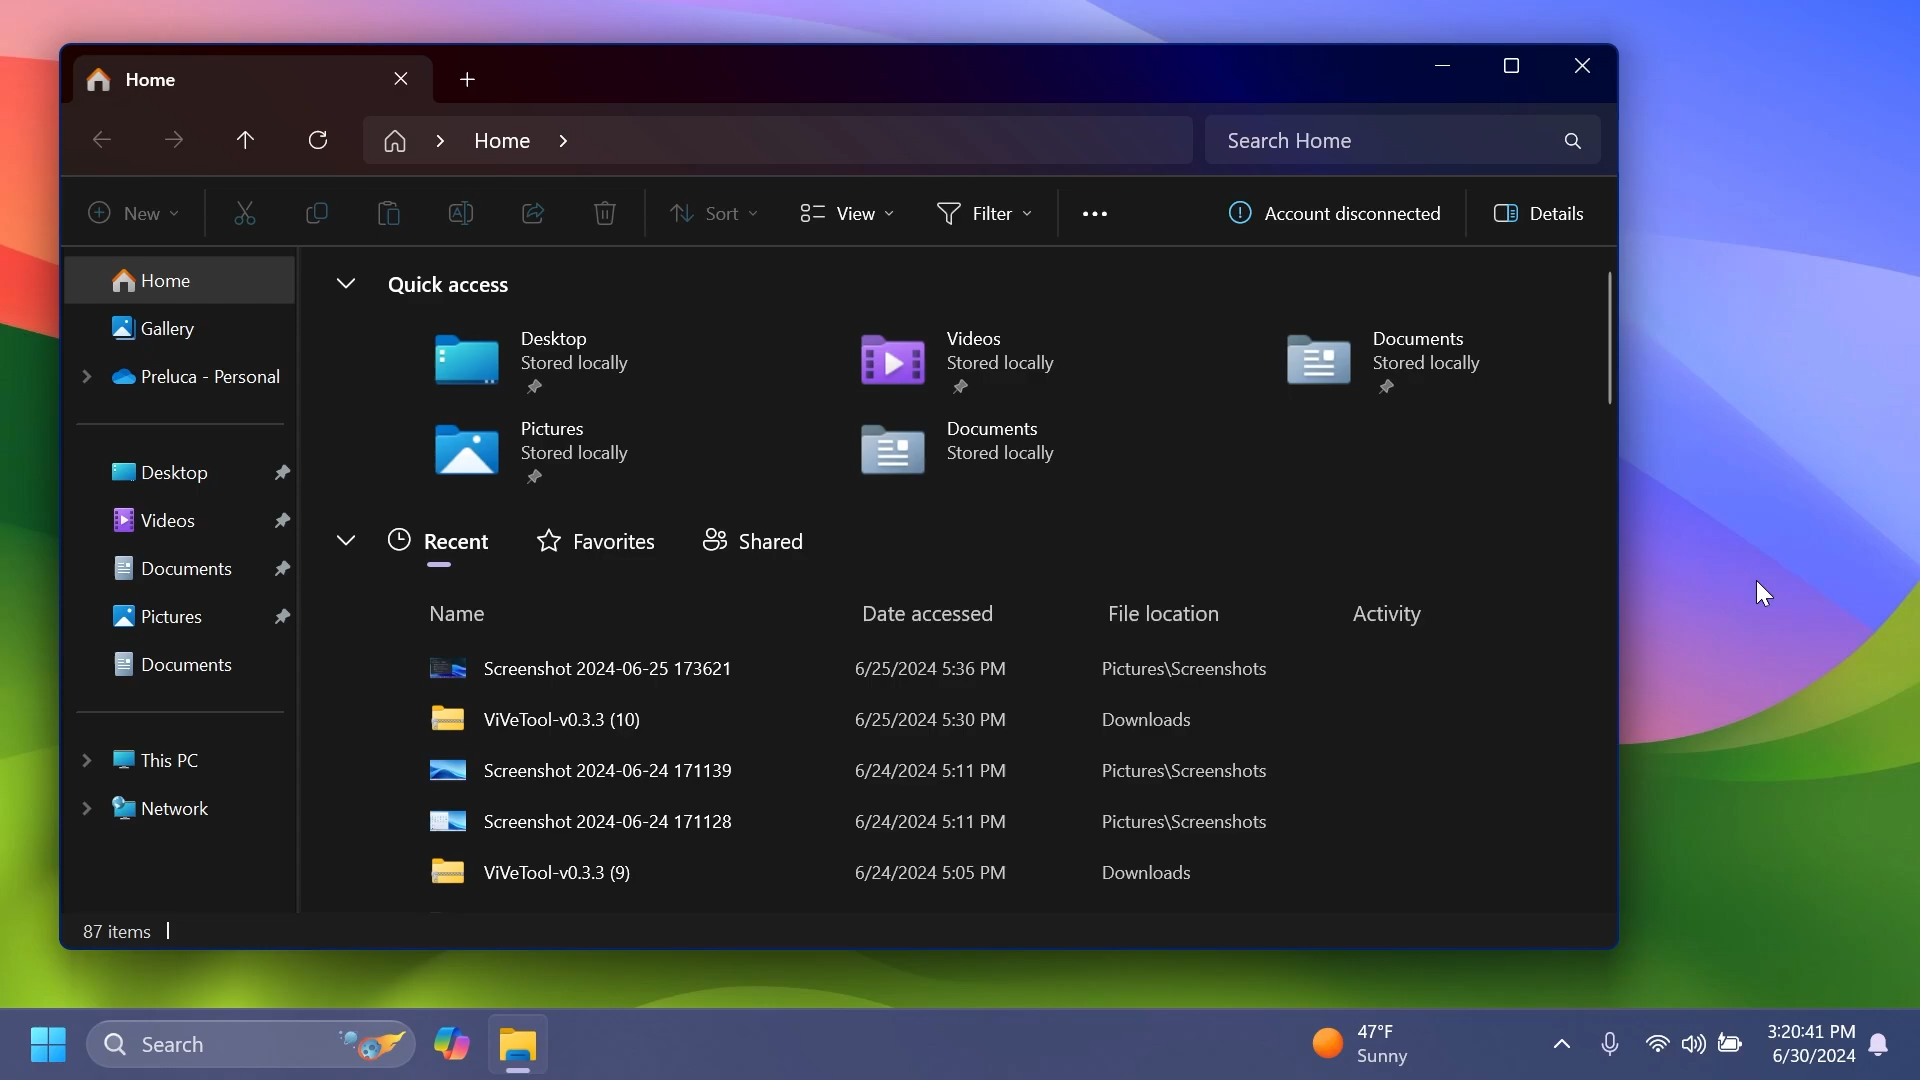 Home
Home
Search Home
New
Sort
View
Filter
Account disconnected
Details
Home
Gallery
Preluca - Personal
Desktop
Videos
Documents
Pictures
Documents
This PC
Network
Quick access
Desktop
Stored locally
Videos
Stored locally
Documents
Stored locally
Pictures
Stored locally
Documents
Stored locally
Recent Favorites Shared
Name Date accessed File location Activity
Screenshot 2024-06-25 173621 6/25/2024 5:36 PM Pictures\Screenshots
ViVeTool-v0.3.3 (10) 6/25/2024 5:30 PM Downloads
Screenshot 2024-06-24 171139 6/24/2024 5:11 PM Pictures\Screenshots
Screenshot 2024-06-24 171128 6/24/2024 5:11 PM Pictures\Screenshots
ViVeTool-v0.3.3 (9) 6/24/2024 5:05 PM Downloads
87 items
Search
47°F
Sunny
3:20:41 PM
6/30/2024